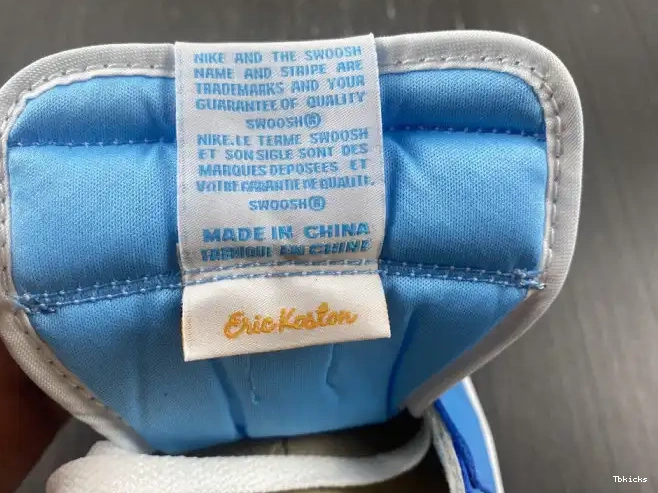 NIKE AND THE SWOOSH
NAME AND STRIPE ARE
TRADEMARKS AND YOUR
GUARANTEE OF QUALITY
SWOOSH®
NIKE. LE TERME SWOOSH
ET SON SIGLE SONT DES
MARQUES DEPOSEES ET
VOTRE GARANTIE DE QUALITE.
SWOOSH®
MADE IN CHINA
FABRIQUE EN CHINE
Eric Koston
Tbkicks